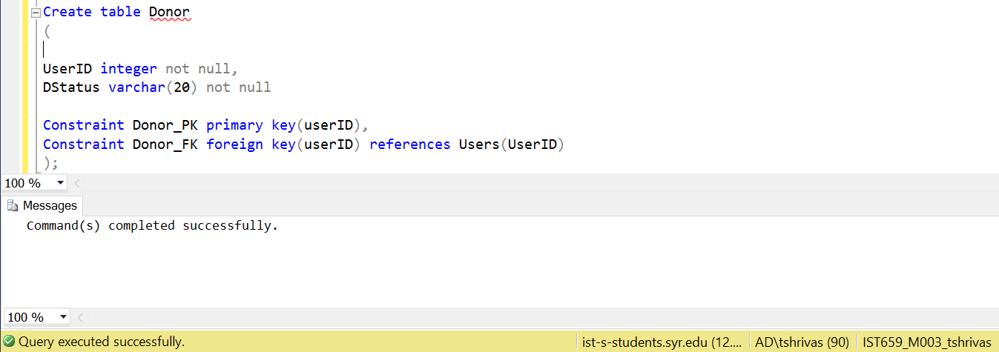 Create table Donor
(
UserID integer not null,
DStatus varchar(20) not null
Constraint Donor_PK primary key(userID),
Constraint Donor_FK foreign key(userID) references Users(UserID)
);
100 %
Messages
Command(s) completed successfully.
100 %
Query executed successfully. ist-s-students.syr.edu (12.... AD\tshrivas (90) IST659_M003_tshrivas